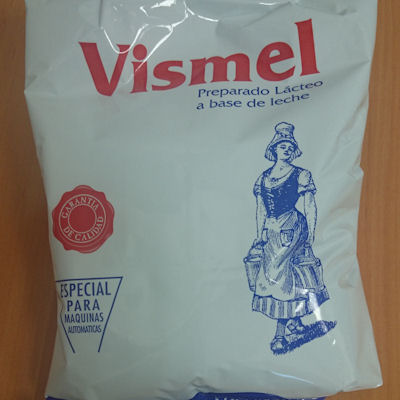 Vismel
Preparado Lácteo
a base de leche
GARANTIA
DE CALIDAD
ESPECIAL
PARA
MAQUINAS
AUTOMATICAS